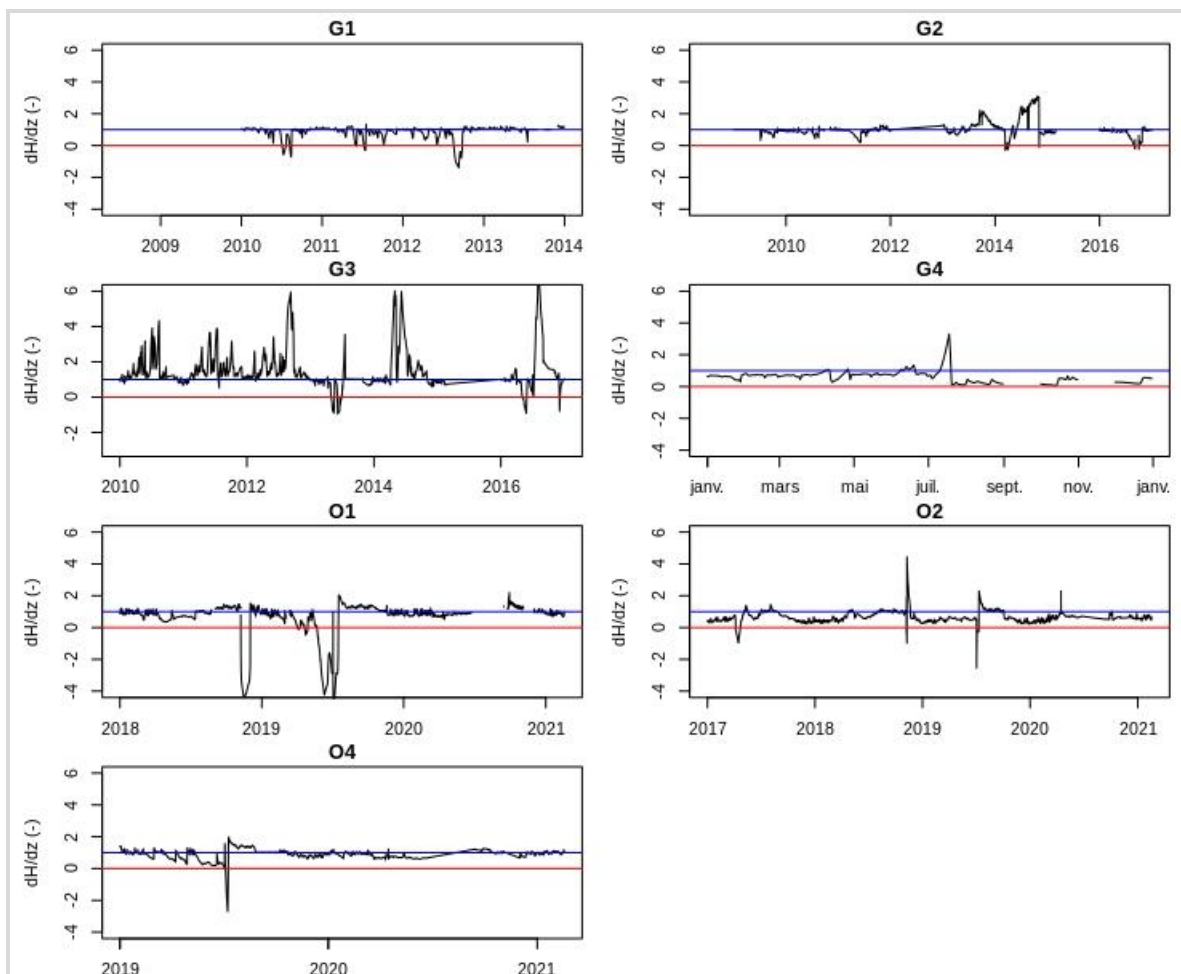 G1
dH/dz (-)
6
4
2
0
-2
-4
2009 2010 2011 2012 2013 2014
G2
dH/dz (-)
6
4
2
0
-2
-4
2010 2012 2014 2016
G3
dH/dz (-)
6
4
2
0
-2
2010 2012 2014 2016
G4
dH/dz (-)
6
4
2
0
-2
-4
janv. mars mai juil. sept. nov. janv.
O1
dH/dz (-)
6
4
2
0
-2
-4
2018 2019 2020 2021
O2
dH/dz (-)
6
4
2
0
-2
-4
2017 2018 2019 2020 2021
O4
dH/dz (-)
6
4
2
0
-2
-4
2019 2020 2021